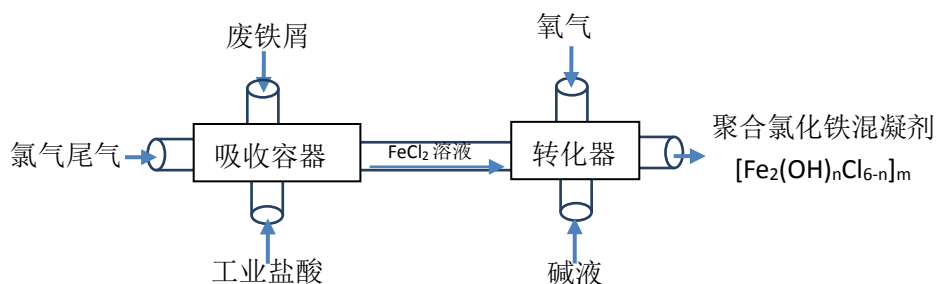 废铁屑
氧气
氯气尾气
吸收容器
FeCl₂ 溶液
转化器
聚合氯化铁混凝剂
[Fe₂(OH)ₙCl₆₋ₙ]ₘ
工业盐酸
碱液